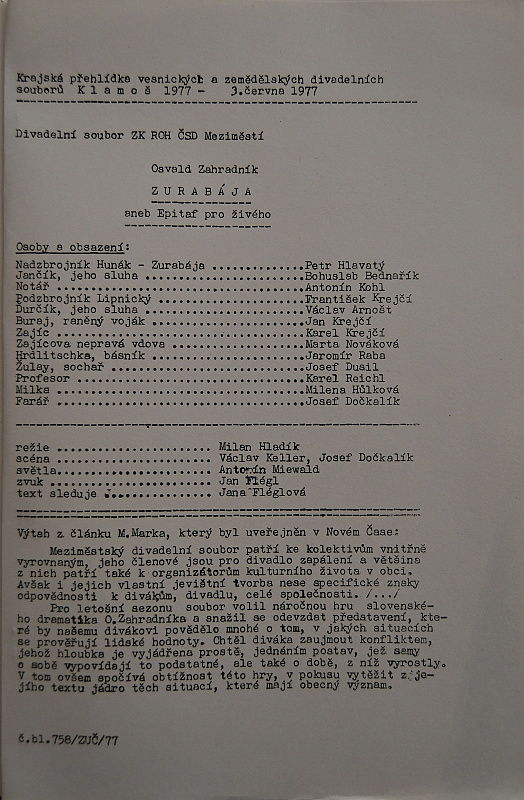 Krajská přehlídka vesnických a zemědělských divadelních
souborů K l a m o š 1977 - 3.června 1977
Divadelní soubor ZK ROH ČSD Meziměstí
Osvald Zahradník
Z U R A B Á J A
aneb Epitaf pro živého
Osoby a obsazení:
Nadzbrojník Hunák - Zurabája ..............Petr Hlavatý
Jančík, jeho sluha ........................Bohuslab Bednařík
Notář .....................................Antonín Kohl
Podzbrojník Lipnický ......................František Krejčí
Ďurčík, jeho sluha ........................Václav Arnošt
Buraj, raněný voják .......................Jan Krejčí
Zajíc .....................................Karel Krejčí
Zajícova nepravá vdova ....................Marta Nováková
Hrdlitschka, básník .......................Jaromír Raba
Žulay, sochař .............................Josef Dusil
Profesor ..................................Karel Reichl
Milka .....................................Milena Hůlková
Farář .....................................Josef Dočkalík
režie ...................... Milan Hladík
scéna ...................... Václav Keller, Josef Dočkalík
světla...................... Antonín Miewald
zvuk ....................... Jan Flégl
text sleduje ............... Jana Fléglová
Výtah z článku M.Marka, který byl uveřejněn v Novém Čase:
Meziměstský divadelní soubor patří ke kolektivům vnitřně
vyrovnaným, jeho členové jsou pro divadlo zapálení a většina
z nich patří také k organizátorům kulturního života v obci.
Avšak i jejich vlastní jevištní tvorba nese specifické znaky
odpovědnosti k divákům, divadlu, celé společnosti. /.../
Pro letošní sezonu soubor volil náročnou hru slovenské-
ho dramatika O.Zahradníka a snažil se odevzdat představení, kte-
ré by našemu divákovi povědělo mnohé o tom, v jakých situacích
se prověřují lidské hodnoty. Chtěl diváka zaujmout konfliktem,
jehož hloubka je vyjádřena prostě, jednáním postav, jež samy
o sobě vypovídají to podstatné, ale také o době, z níž vyrostly.
V tom ovšem spočívá obtížnost této hry, v pokusu vytěžit z je-
jího textu jádro těch situací, které mají obecný význam.
č.bl.758/ZUČ/77